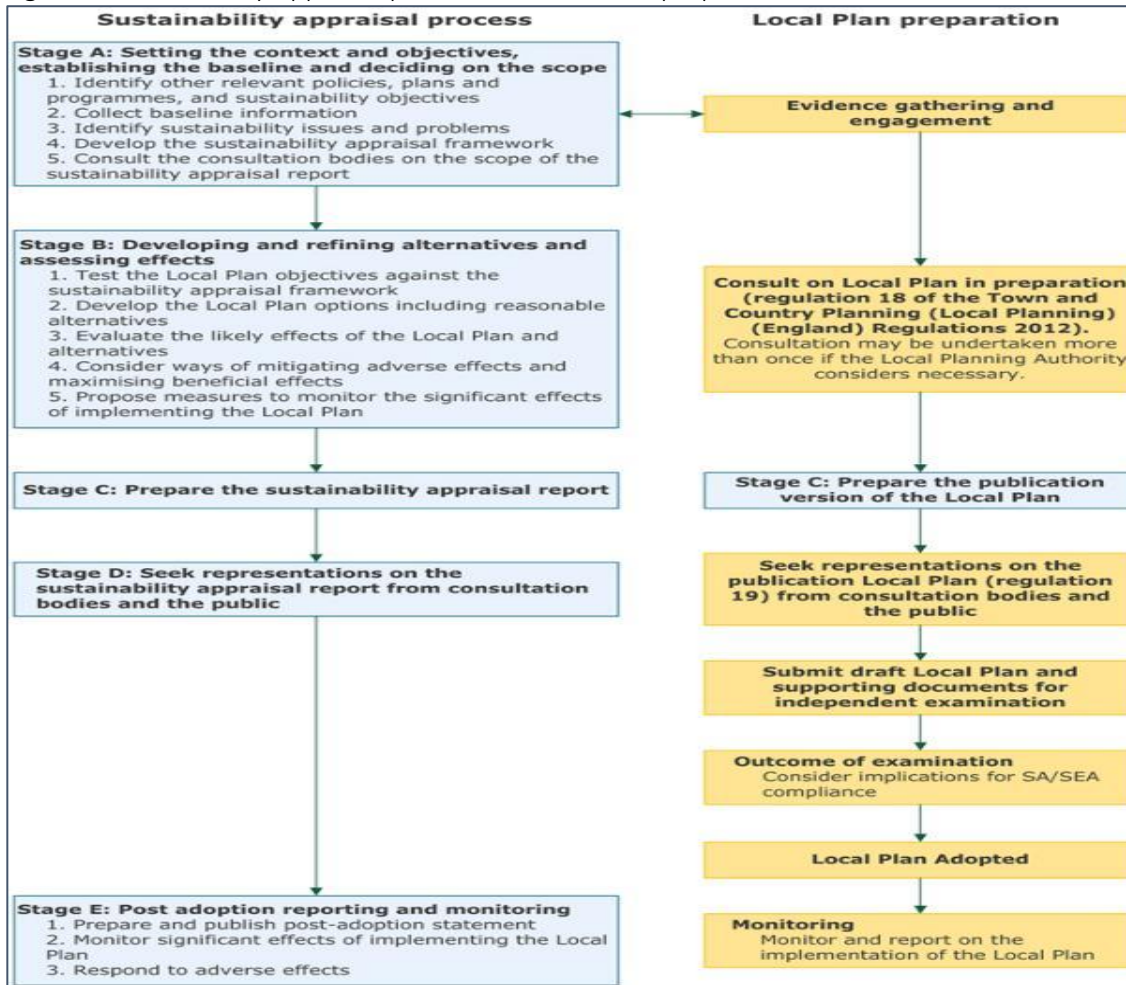 Sustainability appraisal process
Local Plan preparation
Stage A: Setting the context and objectives,
establishing the baseline and deciding on the scope
1. Identify other relevant policies, plans and
programmes, and sustainability objectives
2. Collect baseline information
3. Identify sustainability issues and problems
4. Develop the sustainability appraisal framework
5. Consult the consultation bodies on the scope of the
sustainability appraisal report
Evidence gathering and
engagement
Stage B: Developing and refining alternatives and
assessing effects
1. Test the Local Plan objectives against the
sustainability appraisal framework
2. Develop the Local Plan options including reasonable
alternatives
3. Evaluate the likely effects of the Local Plan and
alternatives
4. Consider ways of mitigating adverse effects and
maximising beneficial effects
5. Propose measures to monitor the significant effects
of implementing the Local Plan
Consult on Local Plan in preparation
(regulation 18 of the Town and
Country Planning (Local Planning)
(England) Regulations 2012).
Consultation may be undertaken more
than once if the Local Planning Authority
considers necessary.
Stage C: Prepare the sustainability appraisal report
Stage C: Prepare the publication
version of the Local Plan
Stage D: Seek representations on the
sustainability appraisal report from consultation
bodies and the public
Seek representations on the
publication Local Plan (regulation
19) from consultation bodies and
the public
Submit draft Local Plan and
supporting documents for
independent examination
Outcome of examination
Consider implications for SA/SEA
compliance
Local Plan Adopted
Stage E: Post adoption reporting and monitoring
1. Prepare and publish post-adoption statement
2. Monitor significant effects of implementing the Local
Plan
3. Respond to adverse effects
Monitoring
Monitor and report on the
implementation of the Local Plan